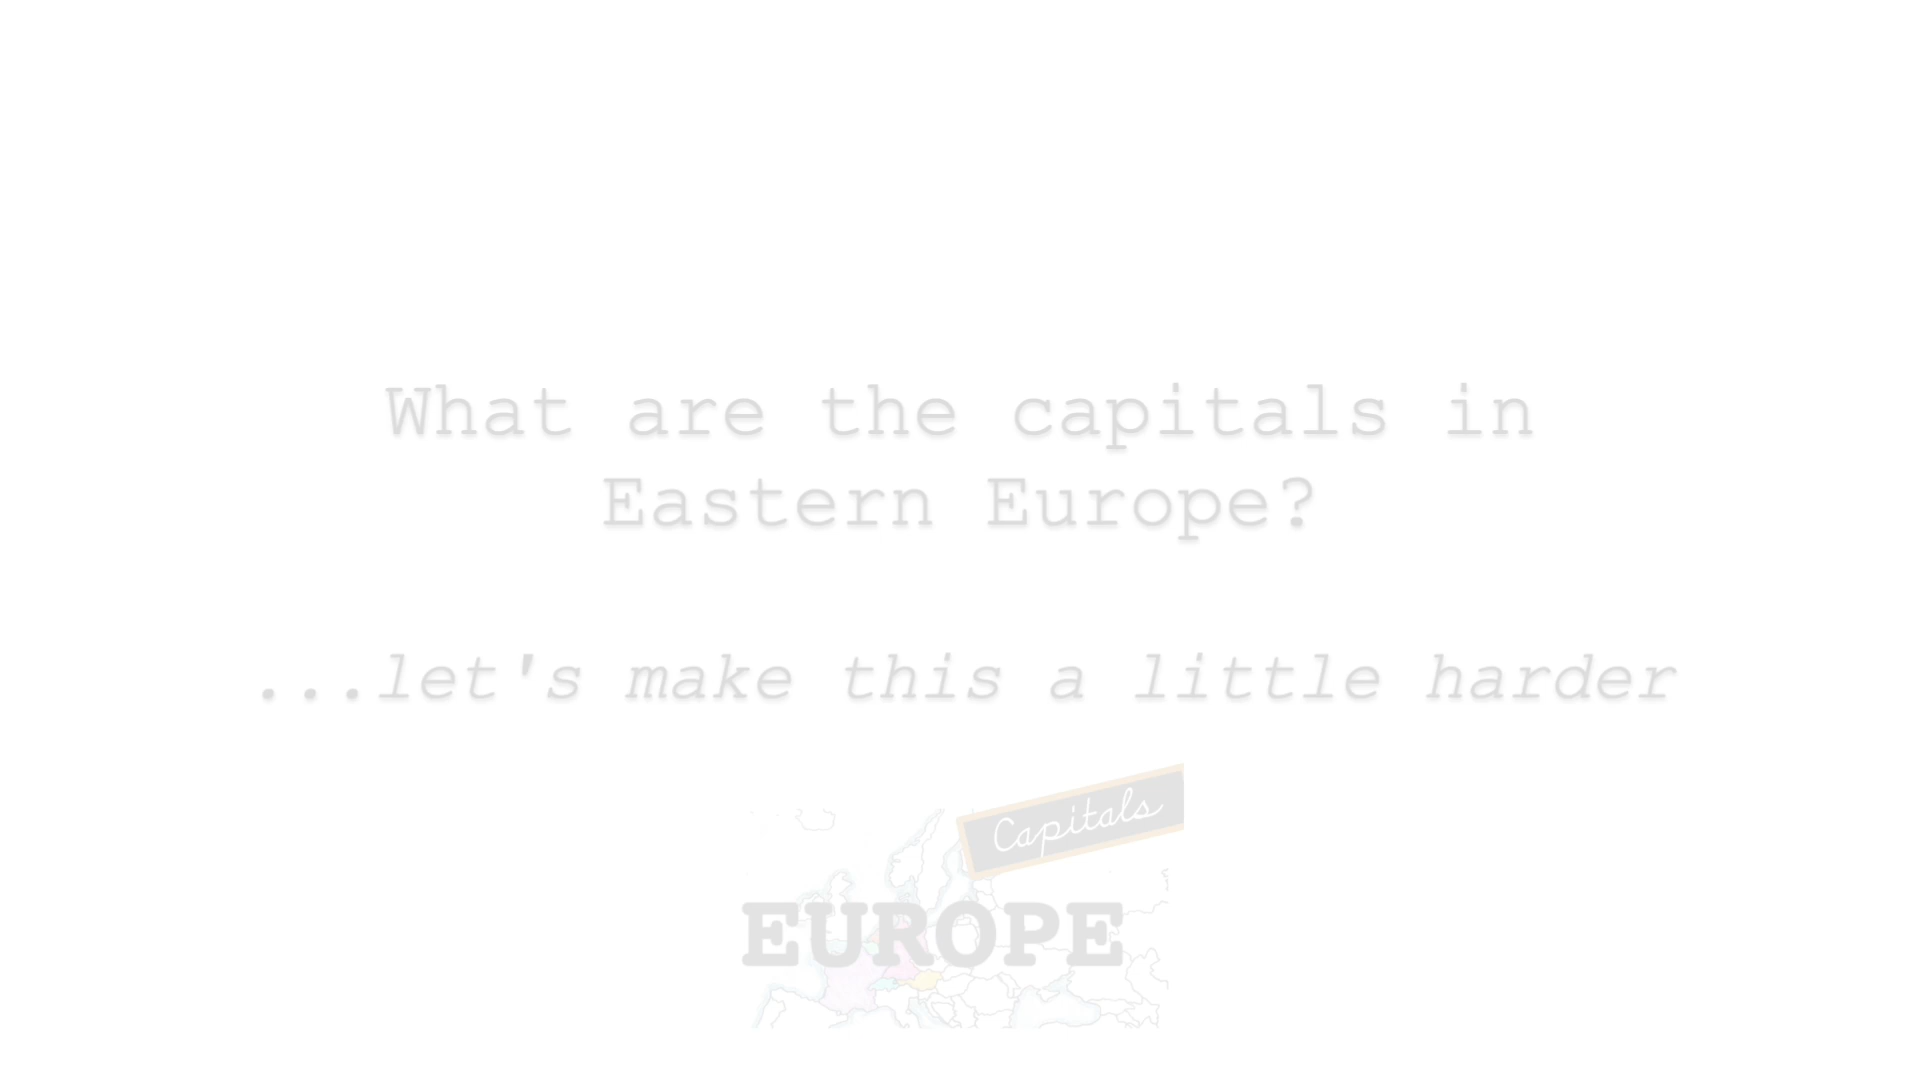 What are the capitals in
Eastern Europe?
...let's make this a little harder
Capitals
EUROPE